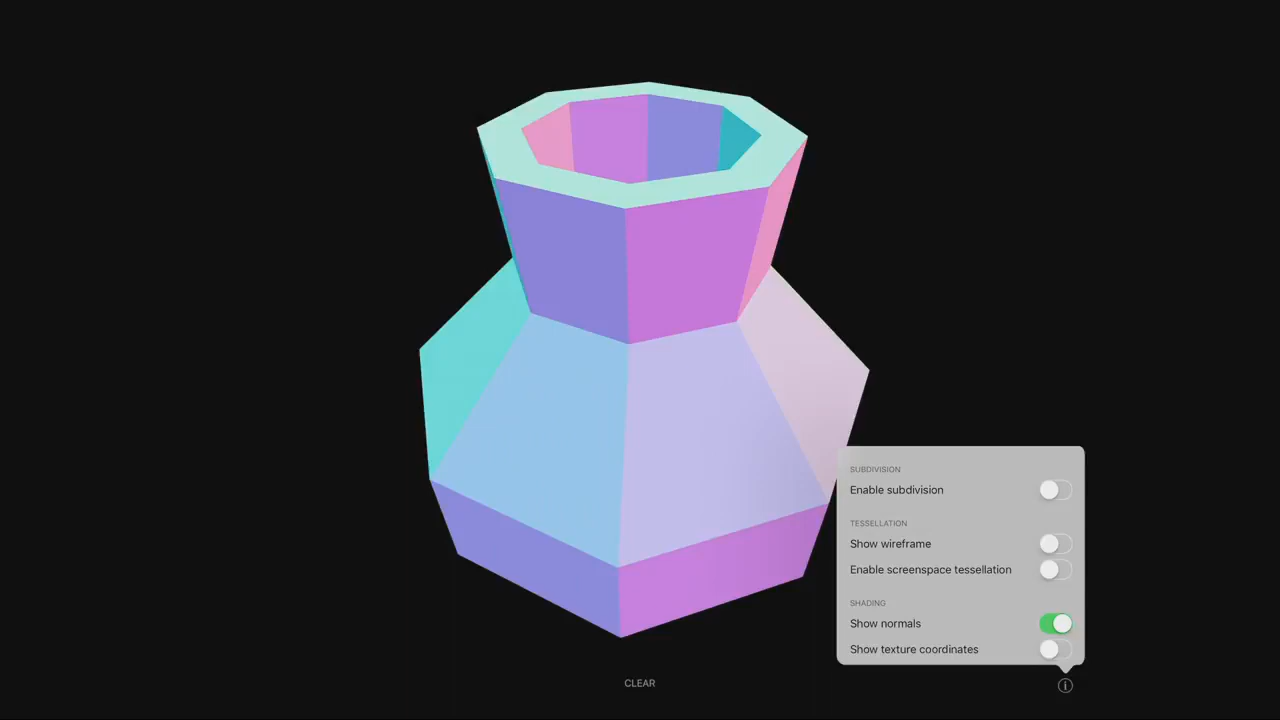 SUBDIVISION
Enable subdivision
TESSELLATION
Show wireframe
Enable screenspace tessellation
SHADING
Show normals
Show texture coordinates
CLEAR